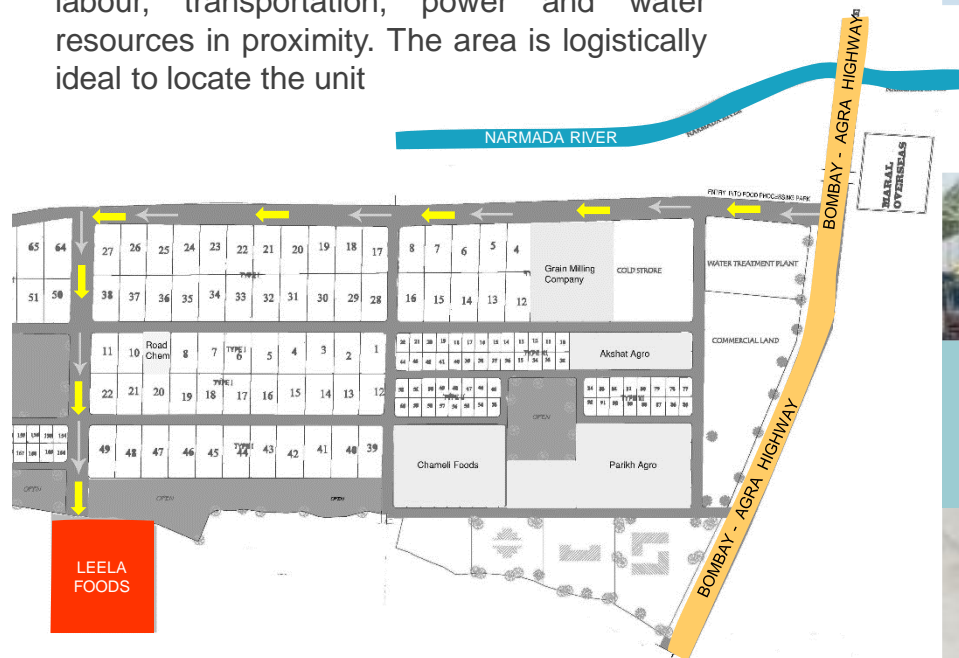 labour, transportation, power and water
resources in proximity. The area is logistically
ideal to locate the unit
NARMADA RIVER
BOMBAY - AGRA HIGHWAY
MARAL
OVERSEAS
ENTRY INTO FOOD PROCESSING PARK
65 64
27 26 25 24 23 22 21 20 19 18 17
8 7 6 5 4
Grain Milling
Company
COLD STROKE
WATER TREATMENT PLANT
51 50
38 37 36 35 34 33 32 31 30 29 28
16 15 14 13 12
COMMERCIAL LAND
11 10
Road
Chem
8 7 6 5 4 3 2 1
TYPE I
Akshat Agro
22 21 20 19 18 17 16 15 14 13 12
TYPE I
OPEN
49 48 47 46 45 44 43 42 41 40 39
TYPE I
Chameli Foods
Parikh Agro
OPEN
OPEN
OPEN
BOMBAY - AGRA HIGHWAY
LEELA
FOODS